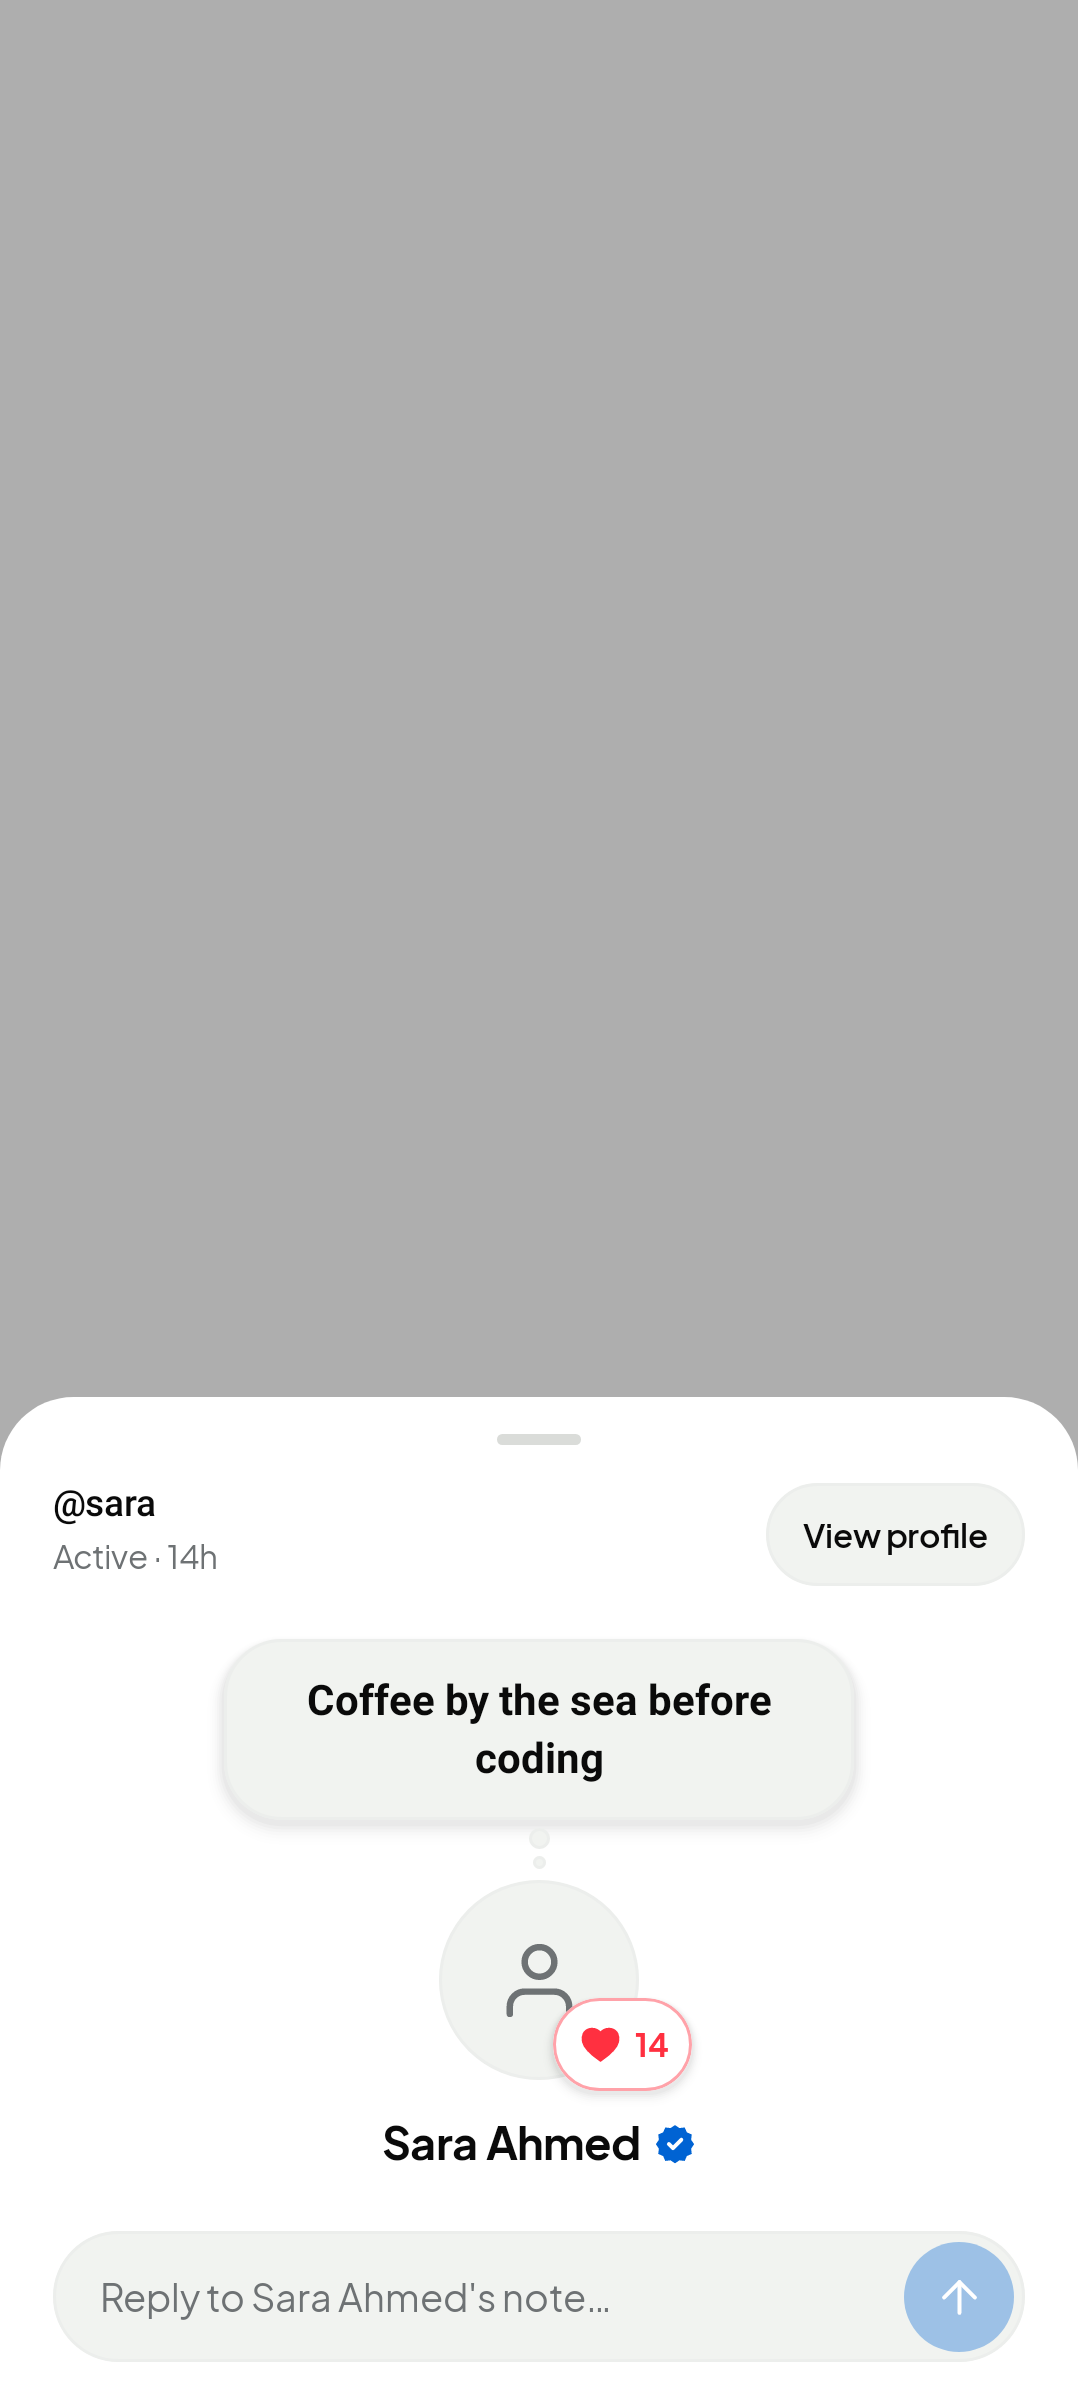 @sara
Active · 14h
View profile
Coffee by the sea before
coding
14
Sara Ahmed
Reply to Sara Ahmed's note...